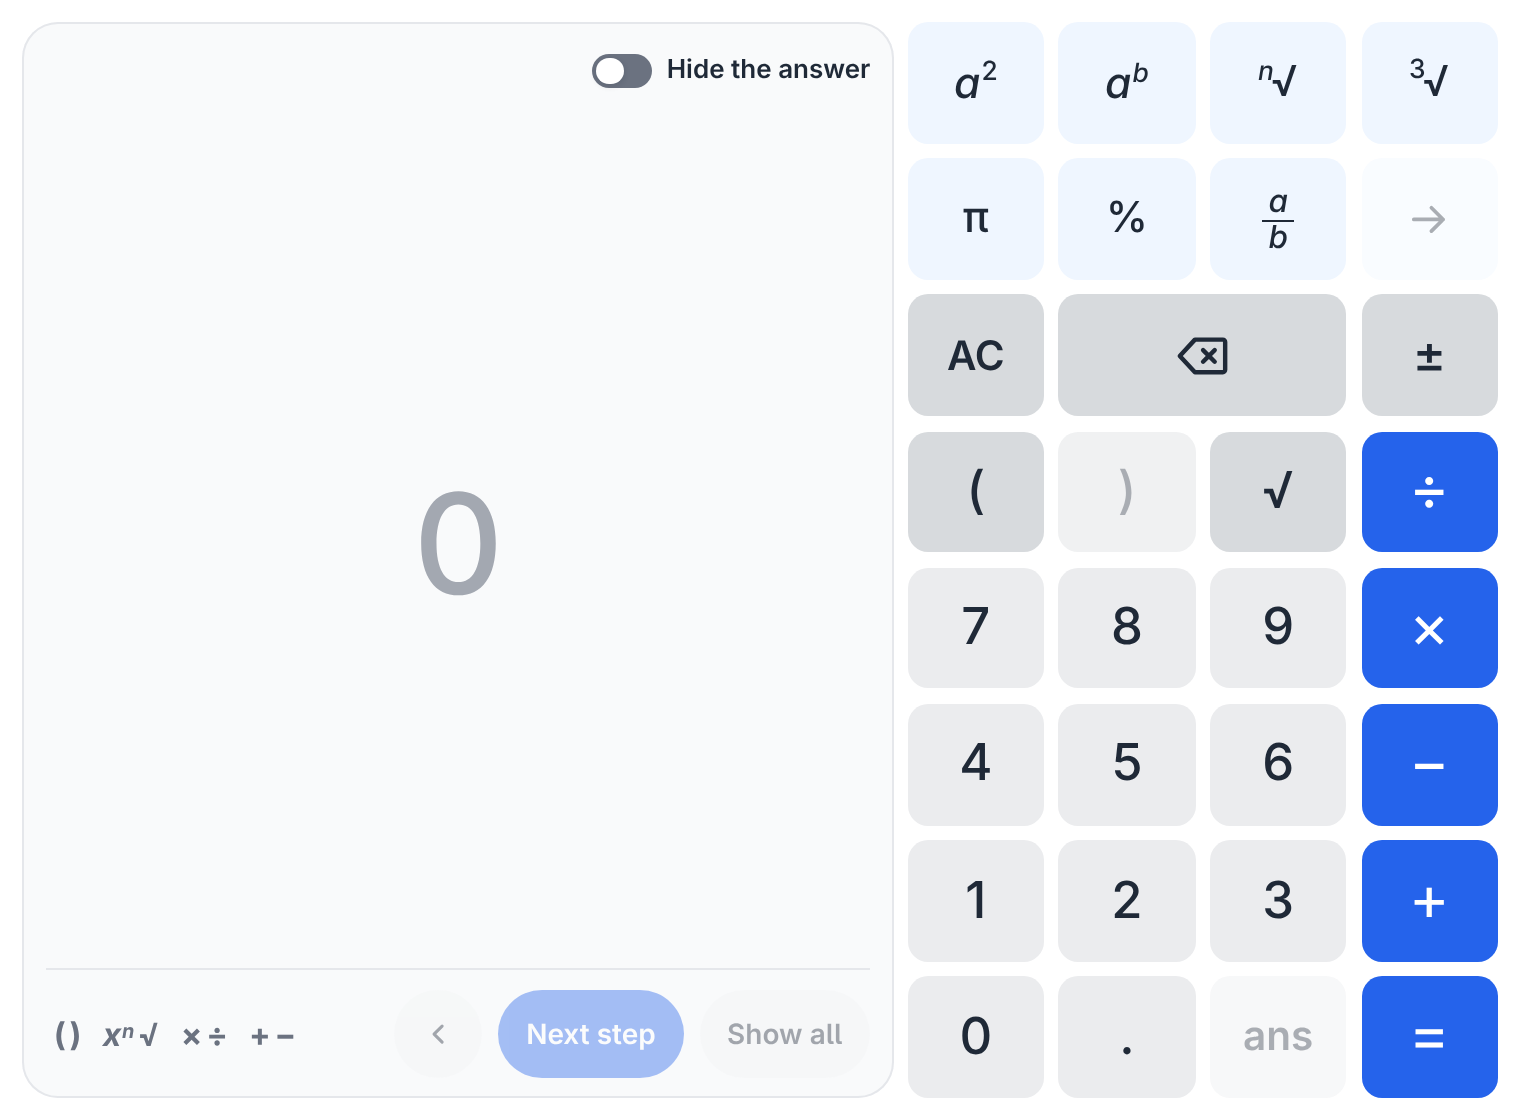 Hide the answer
0
() xⁿ √ × ÷ + −
< Next step Show all
a² aᵇ ⁿ√ ³√
π % a/b →
AC ±
( ) √ ÷
7 8 9 ×
4 5 6 −
1 2 3 +
0 . ans =